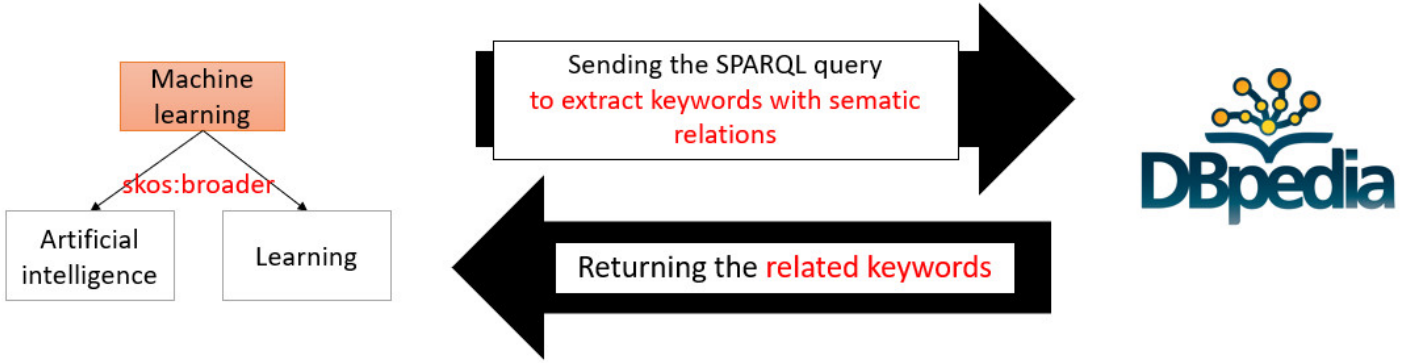 Machine
learning
skos:broader
Artificial
intelligence
Learning
Sending the SPARQL query
to extract keywords with sematic
relations
Returning the related keywords
DBpedia